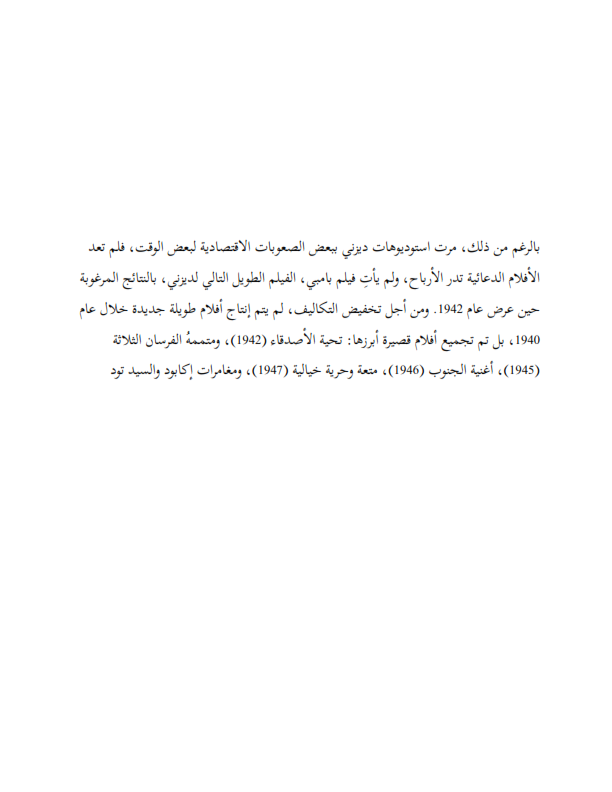 بالرغم من ذلك، مرت استوديوهات ديزني ببعض الصعوبات الاقتصادية لبعض الوقت، فلم تعد
الأفلام الدعائية تدر الأرباح، ولم يأتِ فيلم بامبي، الفيلم الطويل التالي لديزني، بالنتائج المرغوبة
حين عرض عام 1942. ومن أجل تخفيض التكاليف، لم يتم إنتاج أفلام طويلة جديدة خلال عام
1940، بل تم تجميع أفلام قصيرة أبرزها: تحية الأصدقاء (1942)، ومتممهُ الفرسان الثلاثة
(1945)، أغنية الجنوب (1946)، متعة وحرية خيالية (1947)، ومغامرات إكابود والسيد تود